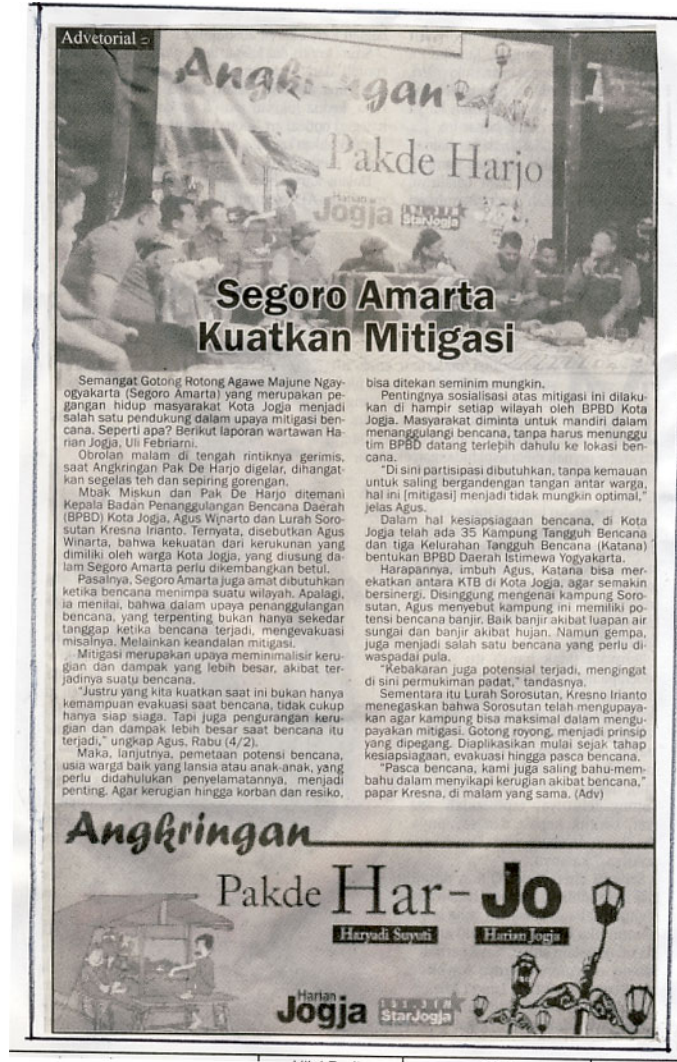 Advetorial
Angkringan
Pakde Harjo
Harian
Jogja
101.3 FM
StarJogja
Segoro Amarta
Kuatkan Mitigasi
Semangat Gotong Rotong Agawe Majune Ngay-
ogyakarta (Segoro Amarta) yang merupakan pe-
gangan hidup masyarakat Kota Jogja menjadi
salah satu pendukung dalam upaya mitigasi ben-
cana. Seperti apa? Berikut laporan wartawan Ha-
rian Jogja, Uli Febriarni.
Obrolan malam di tengah rintiknya gerimis,
saat Angkringan Pak De Harjo digelar, dihangat-
kan segelas teh dan sepiring gorengan.
Mbak Miskun dan Pak De Harjo ditemani
Kepala Badan Penanggulangan Bencana Daerah
(BPBD) Kota Jogja, Agus Winarto dan Lurah Soro-
sutan Kresna Irianto. Ternyata, disebutkan Agus
Winarta, bahwa kekuatan dari kerukunan yang
dimiliki oleh warga Kota Jogja, yang diusung da-
lam Segoro Amarta perlu dikembangkan betul.
Pasalnya, Segoro Amarta juga amat dibutuhkan
ketika bencana menimpa suatu wilayah. Apalagi,
ia menilai, bahwa dalam upaya penanggulangan
bencana, yang terpenting bukan hanya sekedar
tanggap ketika bencana terjadi, mengevakuasi
misalnya. Melainkan keandalan mitigasi.
Mitigasi merupakan upaya meminimalisir keru-
gian dan dampak yang lebih besar, akibat ter-
jadinya suatu bencana.
"Justru yang kita kuatkan saat ini bukan hanya
kemampuan evakuasi saat bencana, tidak cukup
hanya siap siaga. Tapi juga pengurangan keru-
gian dan dampak lebih besar saat bencana itu
terjadi," ungkap Agus, Rabu (4/2).
Maka, lanjutnya, pemetaan potensi bencana,
usia warga baik yang lansia atau anak-anak, yang
perlu didahulukan penyelamatannya, menjadi
penting. Agar kerugian hingga korban dan resiko,
bisa ditekan seminim mungkin.
Pentingnya sosialisasi atas mitigasi ini dilaku-
kan di hampir setiap wilayah oleh BPBD Kota
Jogja. Masyarakat diminta untuk mandiri dalam
menanggulangi bencana, tanpa harus menunggu
tim BPBD datang terlebih dahulu ke lokasi ben-
cana.
"Di sini partisipasi dibutuhkan, tanpa kemauan
untuk saling bergandengan tangan antar warga,
hal ini [mitigasi] menjadi tidak mungkin optimal,"
jelas Agus.
Dalam hal kesiapsiagaan bencana, di Kota
Jogja telah ada 35 Kampung Tangguh Bencana
dan tiga Kelurahan Tangguh Bencana (Katana)
bentukan BPBD Daerah Istimewa Yogyakarta.
Harapannya, imbuh Agus, Katana bisa mer-
ekatkan antara KTB di Kota Jogja, agar semakin
bersinergi. Disinggung mengenai kampung Soro-
sutan, Agus menyebut kampung ini memiliki po-
tensi bencana banjir. Baik banjir akibat luapan air
sungai dan banjir akibat hujan. Namun gempa,
juga menjadi salah satu bencana yang perlu di-
waspadai pula.
"Kebakaran juga potensial terjadi, mengingat
di sini permukiman padat," tandasnya.
Sementara itu Lurah Sorosutan, Kresno Irianto
menegaskan bahwa Sorosutan telah mengupaya-
kan agar kampung bisa maksimal dalam mengu-
payakan mitigasi. Gotong royong, menjadi prinsip
yang dipegang. Diaplikasikan mulai sejak tahap
kesiapsiagaan, evakuasi hingga pasca bencana.
"Pasca bencana, kami juga saling bahu-mem-
bahu dalam menyikapi kerugian akibat bencana,"
papar Kresna, di malam yang sama. (Adv)
Angkringan
Pakde Har-Jo
Haryadi Suyuti
Harian Jogja
Harian
Jogja
101.3 FM
StarJogja